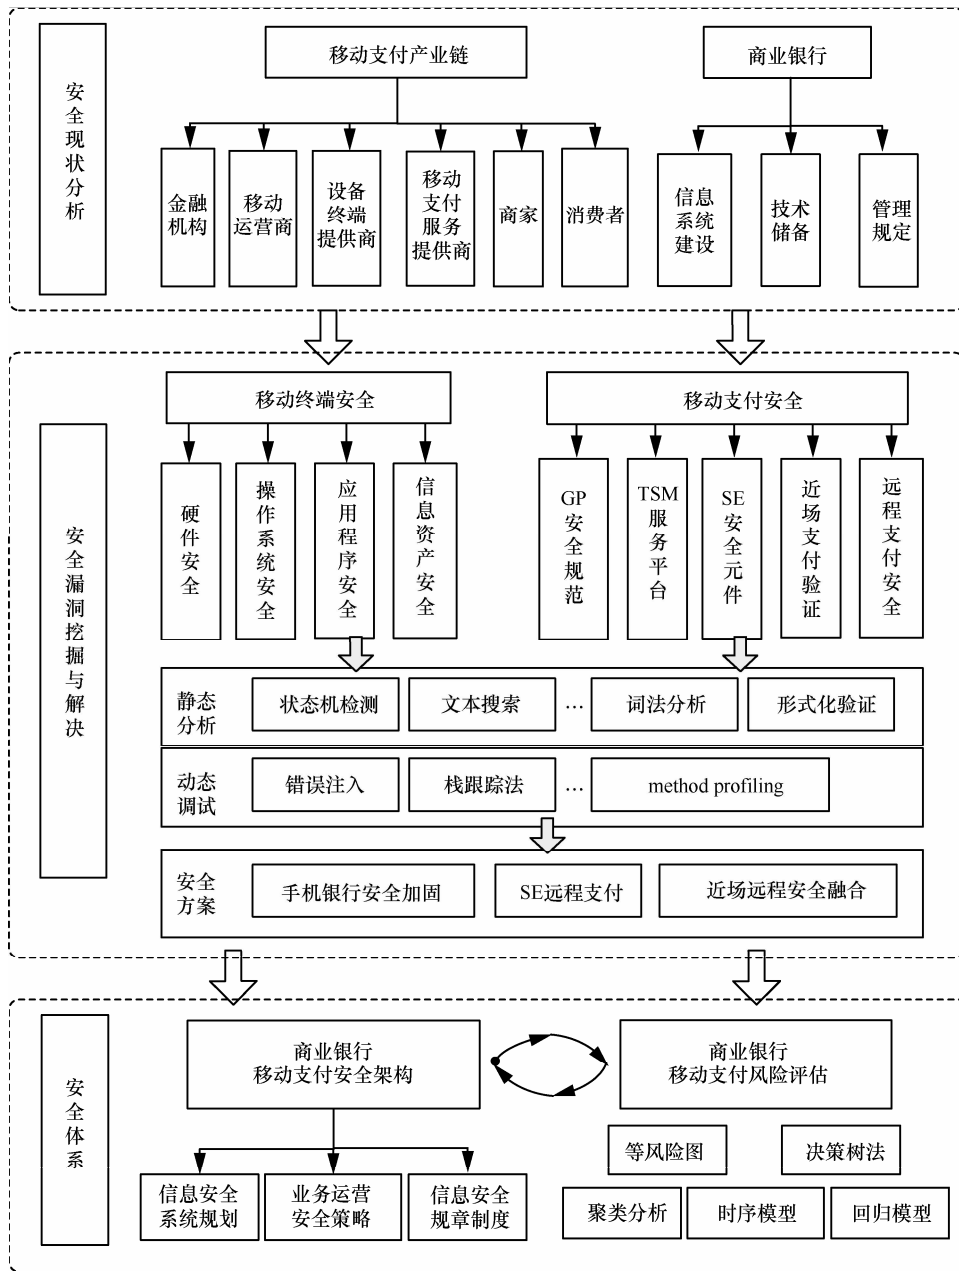 安全现状分析
移动支付产业链
商业银行
金融
机构
移动
运营商
设备
终端
提供商
移动
支付
服务
提供商
商家
消费者
信息
系统
建设
技术
储备
管理
规定
安全漏洞挖掘与解决
移动终端安全
移动支付安全
硬件安全
操作系统安全
应用程序安全
信息资产安全
GP
安全规范
TSM
服务平台
SE
安全元件
近场支付验证
远程支付安全
静态
分析
状态机检测
文本搜索
…
词法分析
形式化验证
动态
调试
错误注入
栈跟踪法
…
method profiling
安全
方案
手机银行安全加固
SE远程支付
近场远程安全融合
安全体系
商业银行
移动支付安全架构
商业银行
移动支付风险评估
信息安全
系统规划
业务运营
安全策略
信息安全
规章制度
等风险图
决策树法
聚类分析
时序模型
回归模型